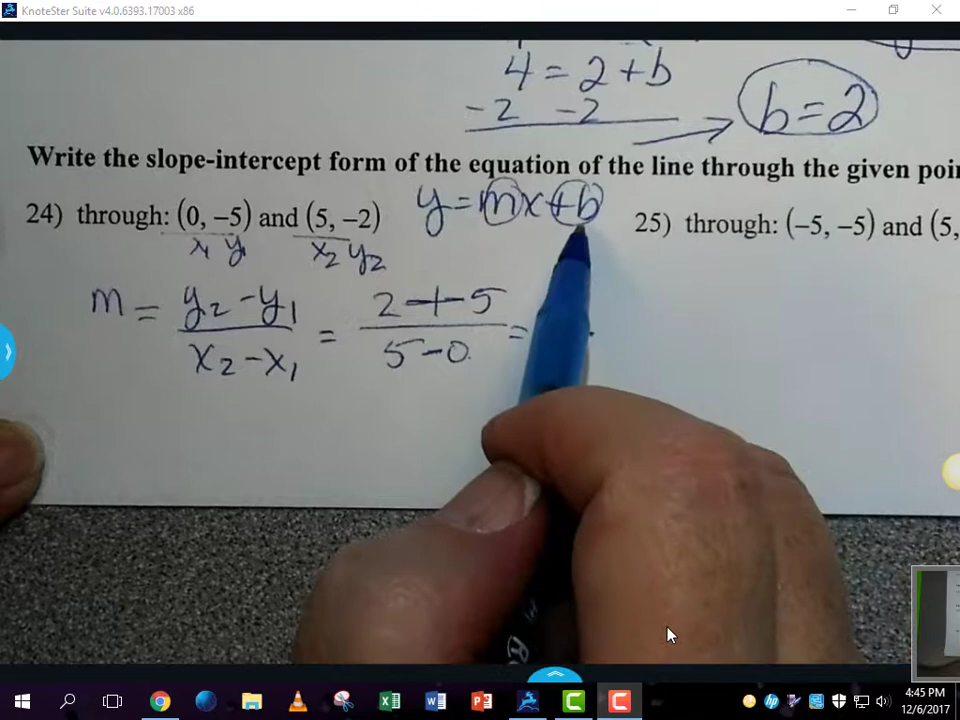 KnoteSter Suite v4.0.6393.17003 x86
4 = 2 + b
-2 -2
b = 2
Write the slope-intercept form of the equation of the line through the given poin
24) through: (0, −5) and (5, −2)
y = mx + b
25) through: (−5, −5) and (5,
x y
x2 y2
m = y2 - y1 / x2 - x1 = 2 + 5 / 5 - 0 =
4:45 PM
12/6/2017